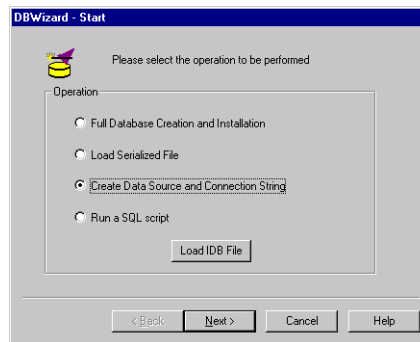 DBWizard - Start
Please select the operation to be performed
Operation
Full Database Creation and Installation
Load Serialized File
Create Data Source and Connection String
Run a SQL script
Load IDB File
< Back Next > Cancel Help